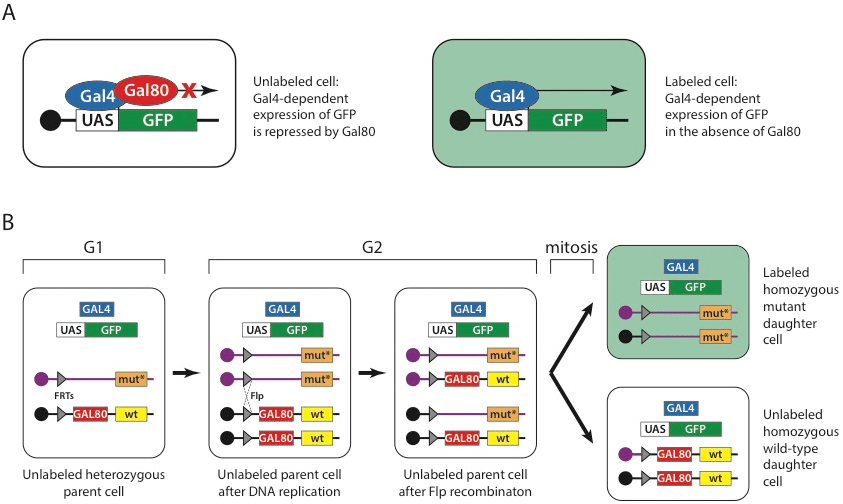 A
Gal4
Gal80
X
UAS
GFP
Unlabeled cell:
Gal4-dependent
expression of GFP
is repressed by Gal80
Gal4
UAS
GFP
Labeled cell:
Gal4-dependent
expression of GFP
in the absence of Gal80
B
G1
G2
mitosis
GAL4
UAS GFP
mut*
FRTs
GAL80 wt
Unlabeled heterozygous
parent cell
GAL4
UAS GFP
mut*
mut*
Flp
GAL80 wt
GAL80 wt
Unlabeled parent cell
after DNA replication
GAL4
UAS GFP
mut*
GAL80 wt
mut*
GAL80 wt
Unlabeled parent cell
after Flp recombinaton
GAL4
UAS GFP
mut*
mut*
Labeled
homozygous
mutant
daughter
cell
GAL4
UAS GFP
GAL80 wt
GAL80 wt
Unlabeled
homozygous
wild-type
daughter
cell